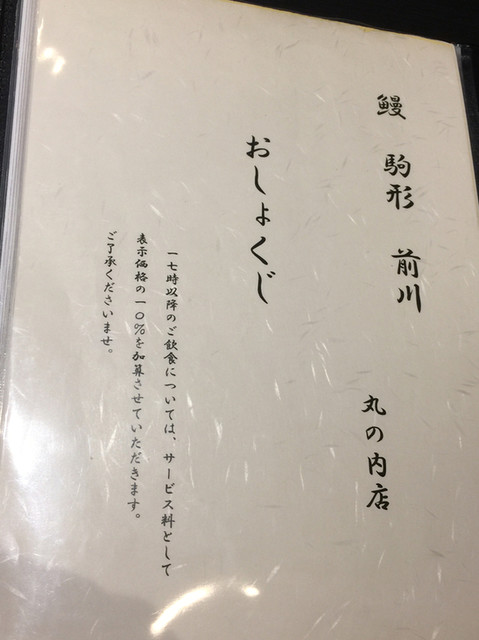 鰻 駒形 前川
丸の内店
おしょくじ
一七時以降のご飲食については、サービス料として
表示価格の一〇%を加算させていただきます。
ご了承くださいませ。